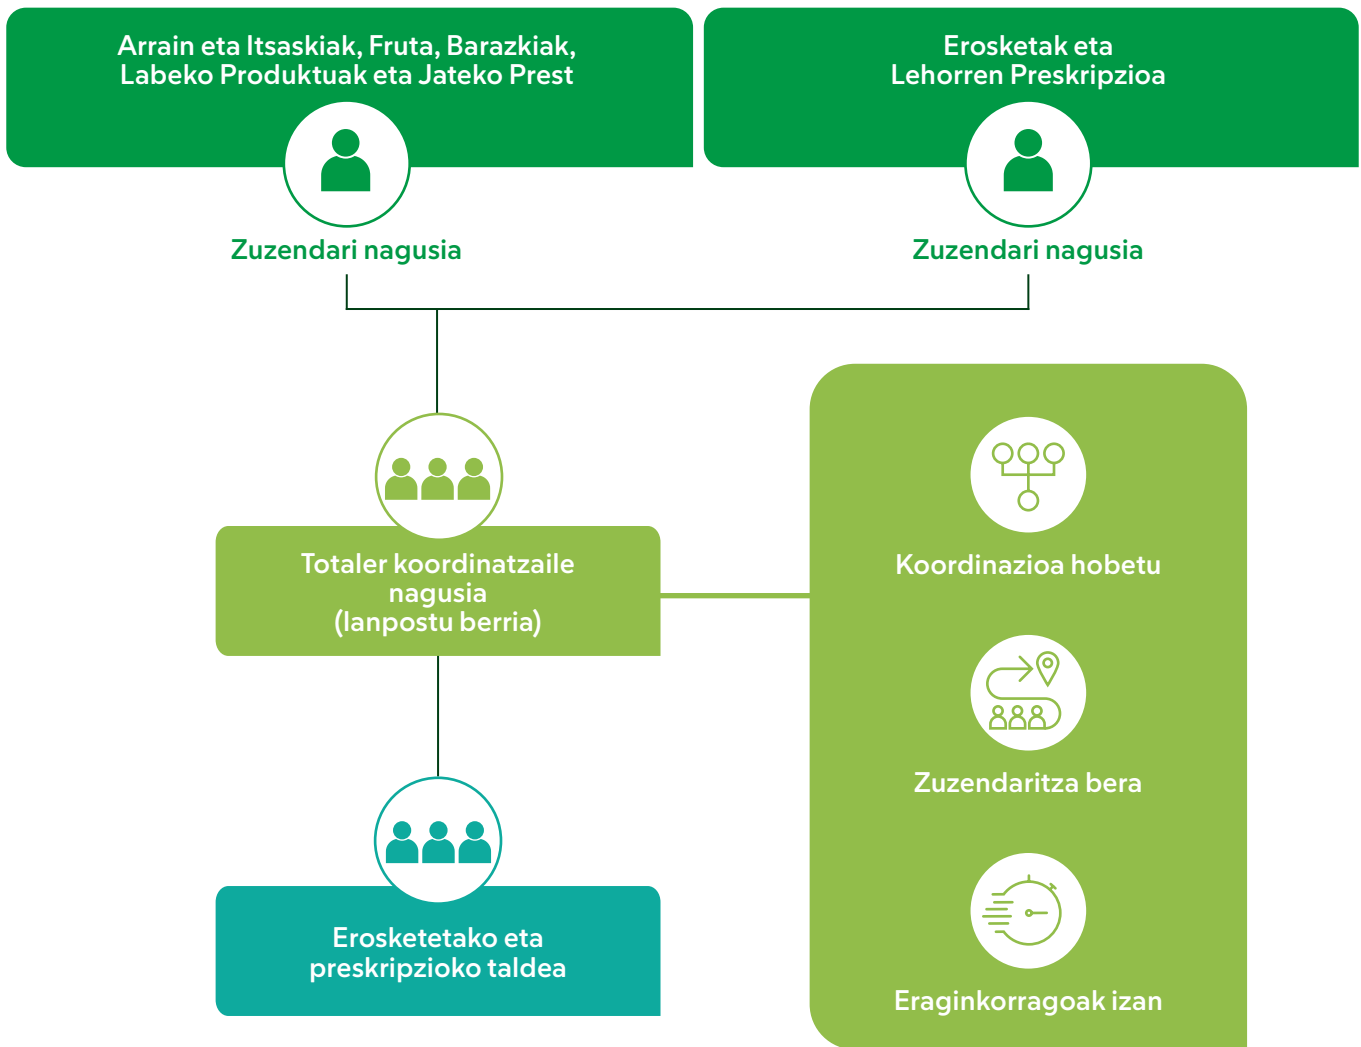 Arrain eta Itsaskiak, Fruta, Barazkiak,
Labeko Produktuak eta Jateko Prest
Erosketak eta
Lehorren Preskripzioa
Zuzendari nagusia
Zuzendari nagusia
Totaler koordinatzaile
nagusia
(lanpostu berria)
Koordinazioa hobetu
Zuzendaritza bera
Erosketetako eta
preskripzioko taldea
Eraginkorragoak izan